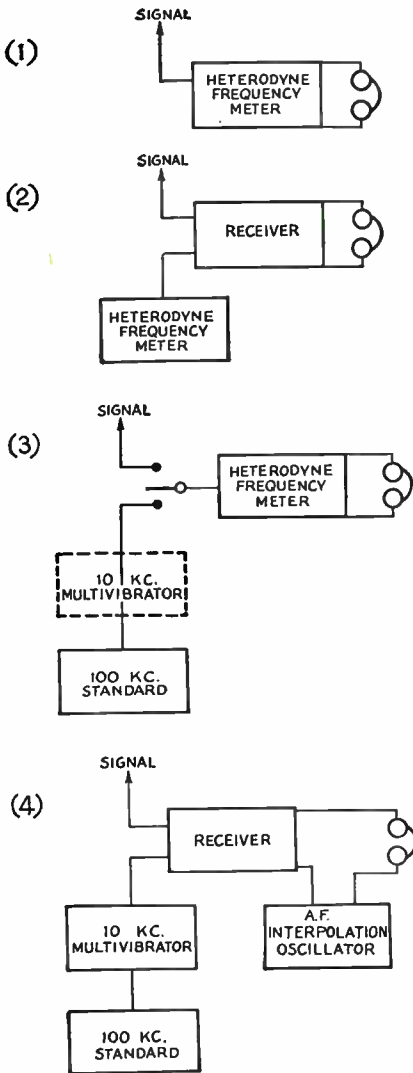 (1)
SIGNAL
HETERODYNE
FREQUENCY
METER
(2)
SIGNAL
RECEIVER
HETERODYNE
FREQUENCY
METER
(3)
SIGNAL
HETERODYNE
FREQUENCY
METER
10 KC.
MULTIVIBRATOR
100 KC.
STANDARD
(4)
SIGNAL
RECEIVER
10 KC.
MULTIVIBRATOR
A.F.
INTERPOLATION
OSCILLATOR
100 KC.
STANDARD